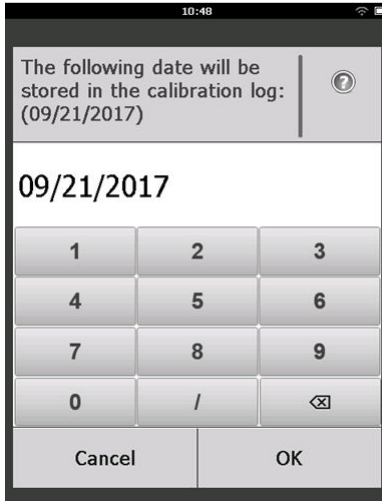 10:48
The following date will be
stored in the calibration log:
(09/21/2017)
?
09/21/2017
1 2 3
4 5 6
7 8 9
0 /
Cancel OK